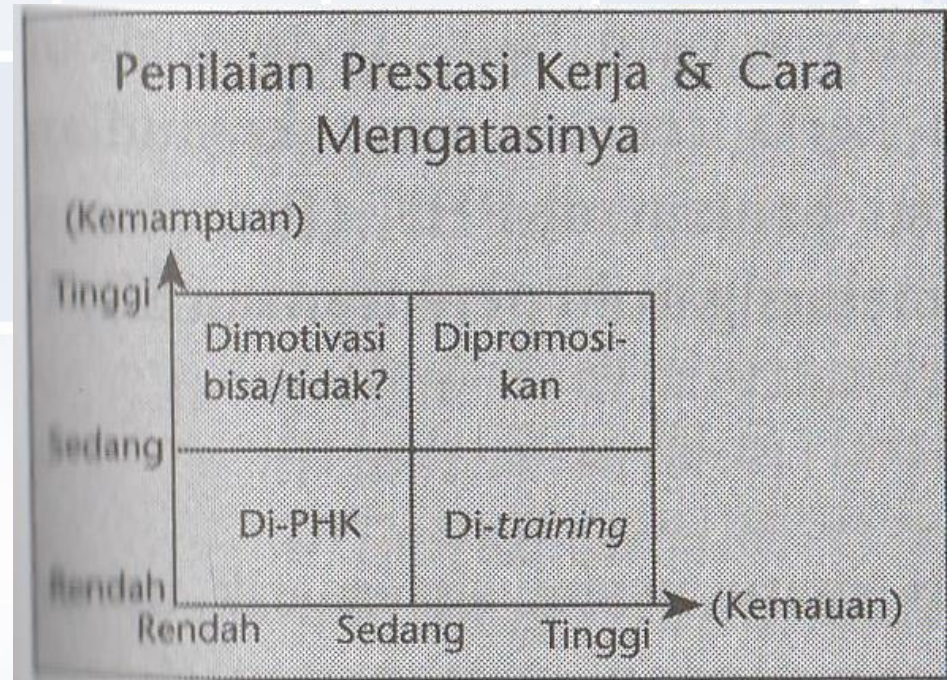 Penilaian Prestasi Kerja & Cara
Mengatasinya
(Kemampuan)
Tinggi
Dimotivasi
bisa/tidak?
Dipromosi-
kan
Sedang
Di-PHK
Di-training
Rendah
(Kemauan)
Rendah Sedang Tinggi